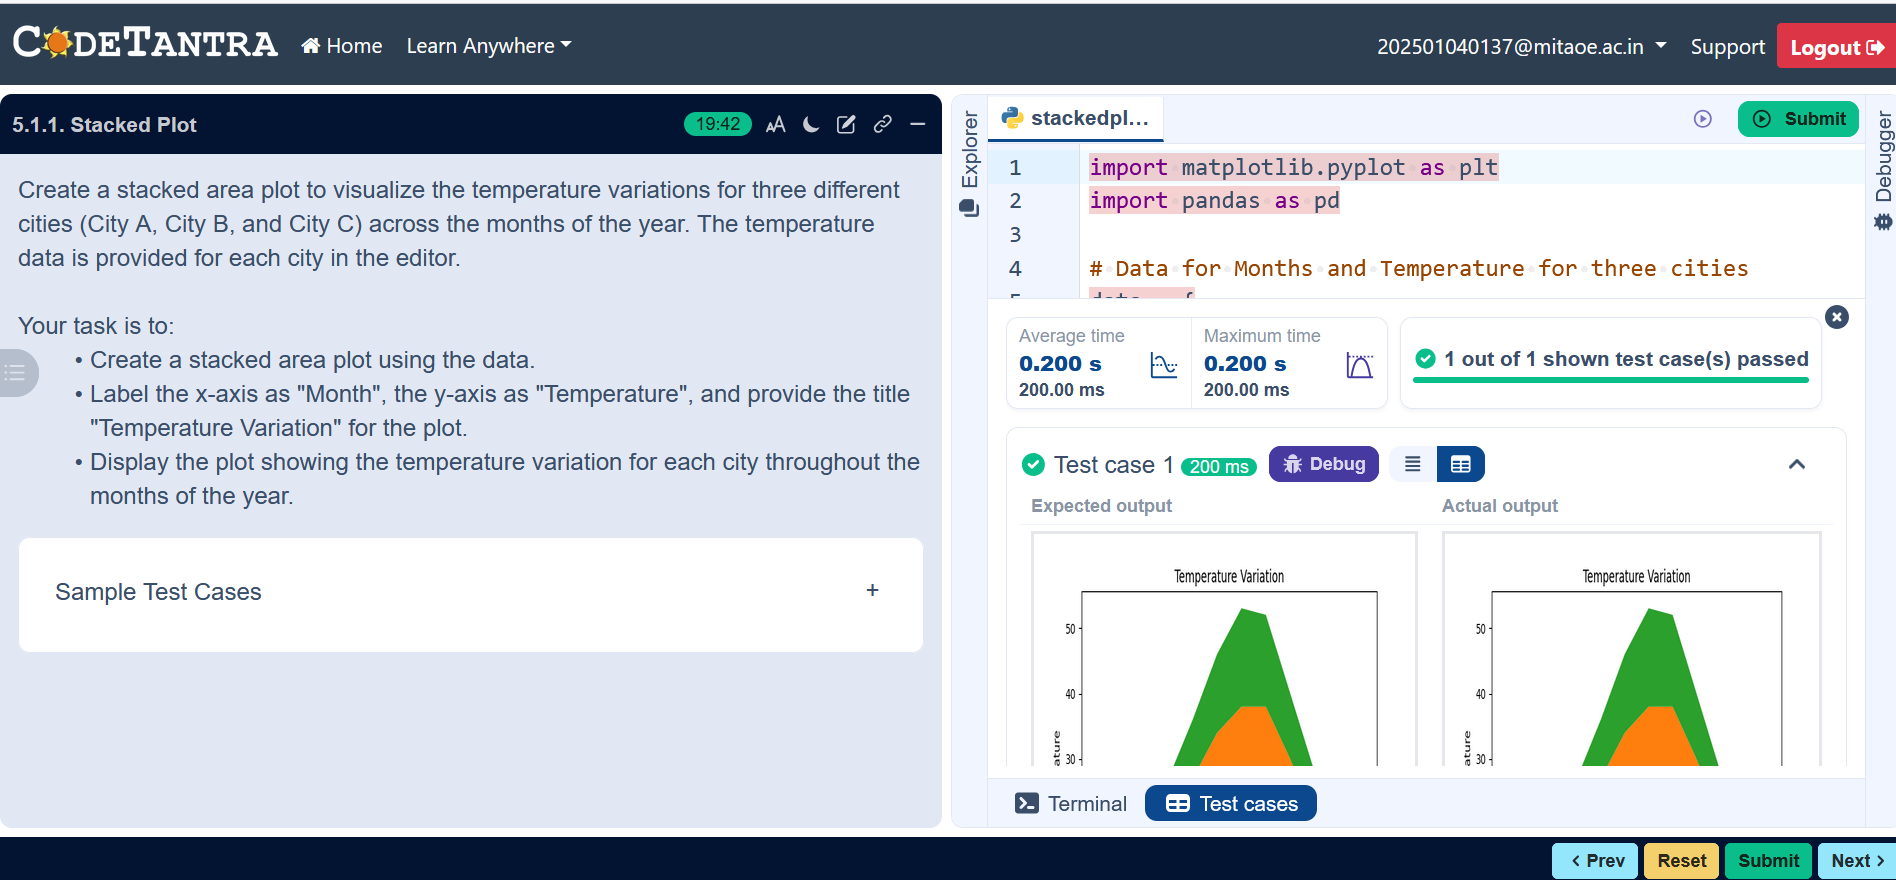 CODETANTRA
Home
Learn Anywhere
202501040137@mitaoe.ac.in
Support
Logout
5.1.1. Stacked Plot
19:42
AA
Create a stacked area plot to visualize the temperature variations for three different
cities (City A, City B, and City C) across the months of the year. The temperature
data is provided for each city in the editor.
Your task is to:
• Create a stacked area plot using the data.
• Label the x-axis as "Month", the y-axis as "Temperature", and provide the title
"Temperature Variation" for the plot.
• Display the plot showing the temperature variation for each city throughout the
months of the year.
Sample Test Cases
+
Explorer
stackedpl...
Submit
Debugger
1 import matplotlib.pyplot as plt
2 import pandas as pd
3
4 # Data for Months and Temperature for three cities
Average time
0.200 s
200.00 ms
Maximum time
0.200 s
200.00 ms
1 out of 1 shown test case(s) passed
Test case 1
200 ms
Debug
Expected output
Actual output
Temperature Variation
50
40
30
ature
Temperature Variation
50
40
30
ature
Terminal
Test cases
Prev
Reset
Submit
Next